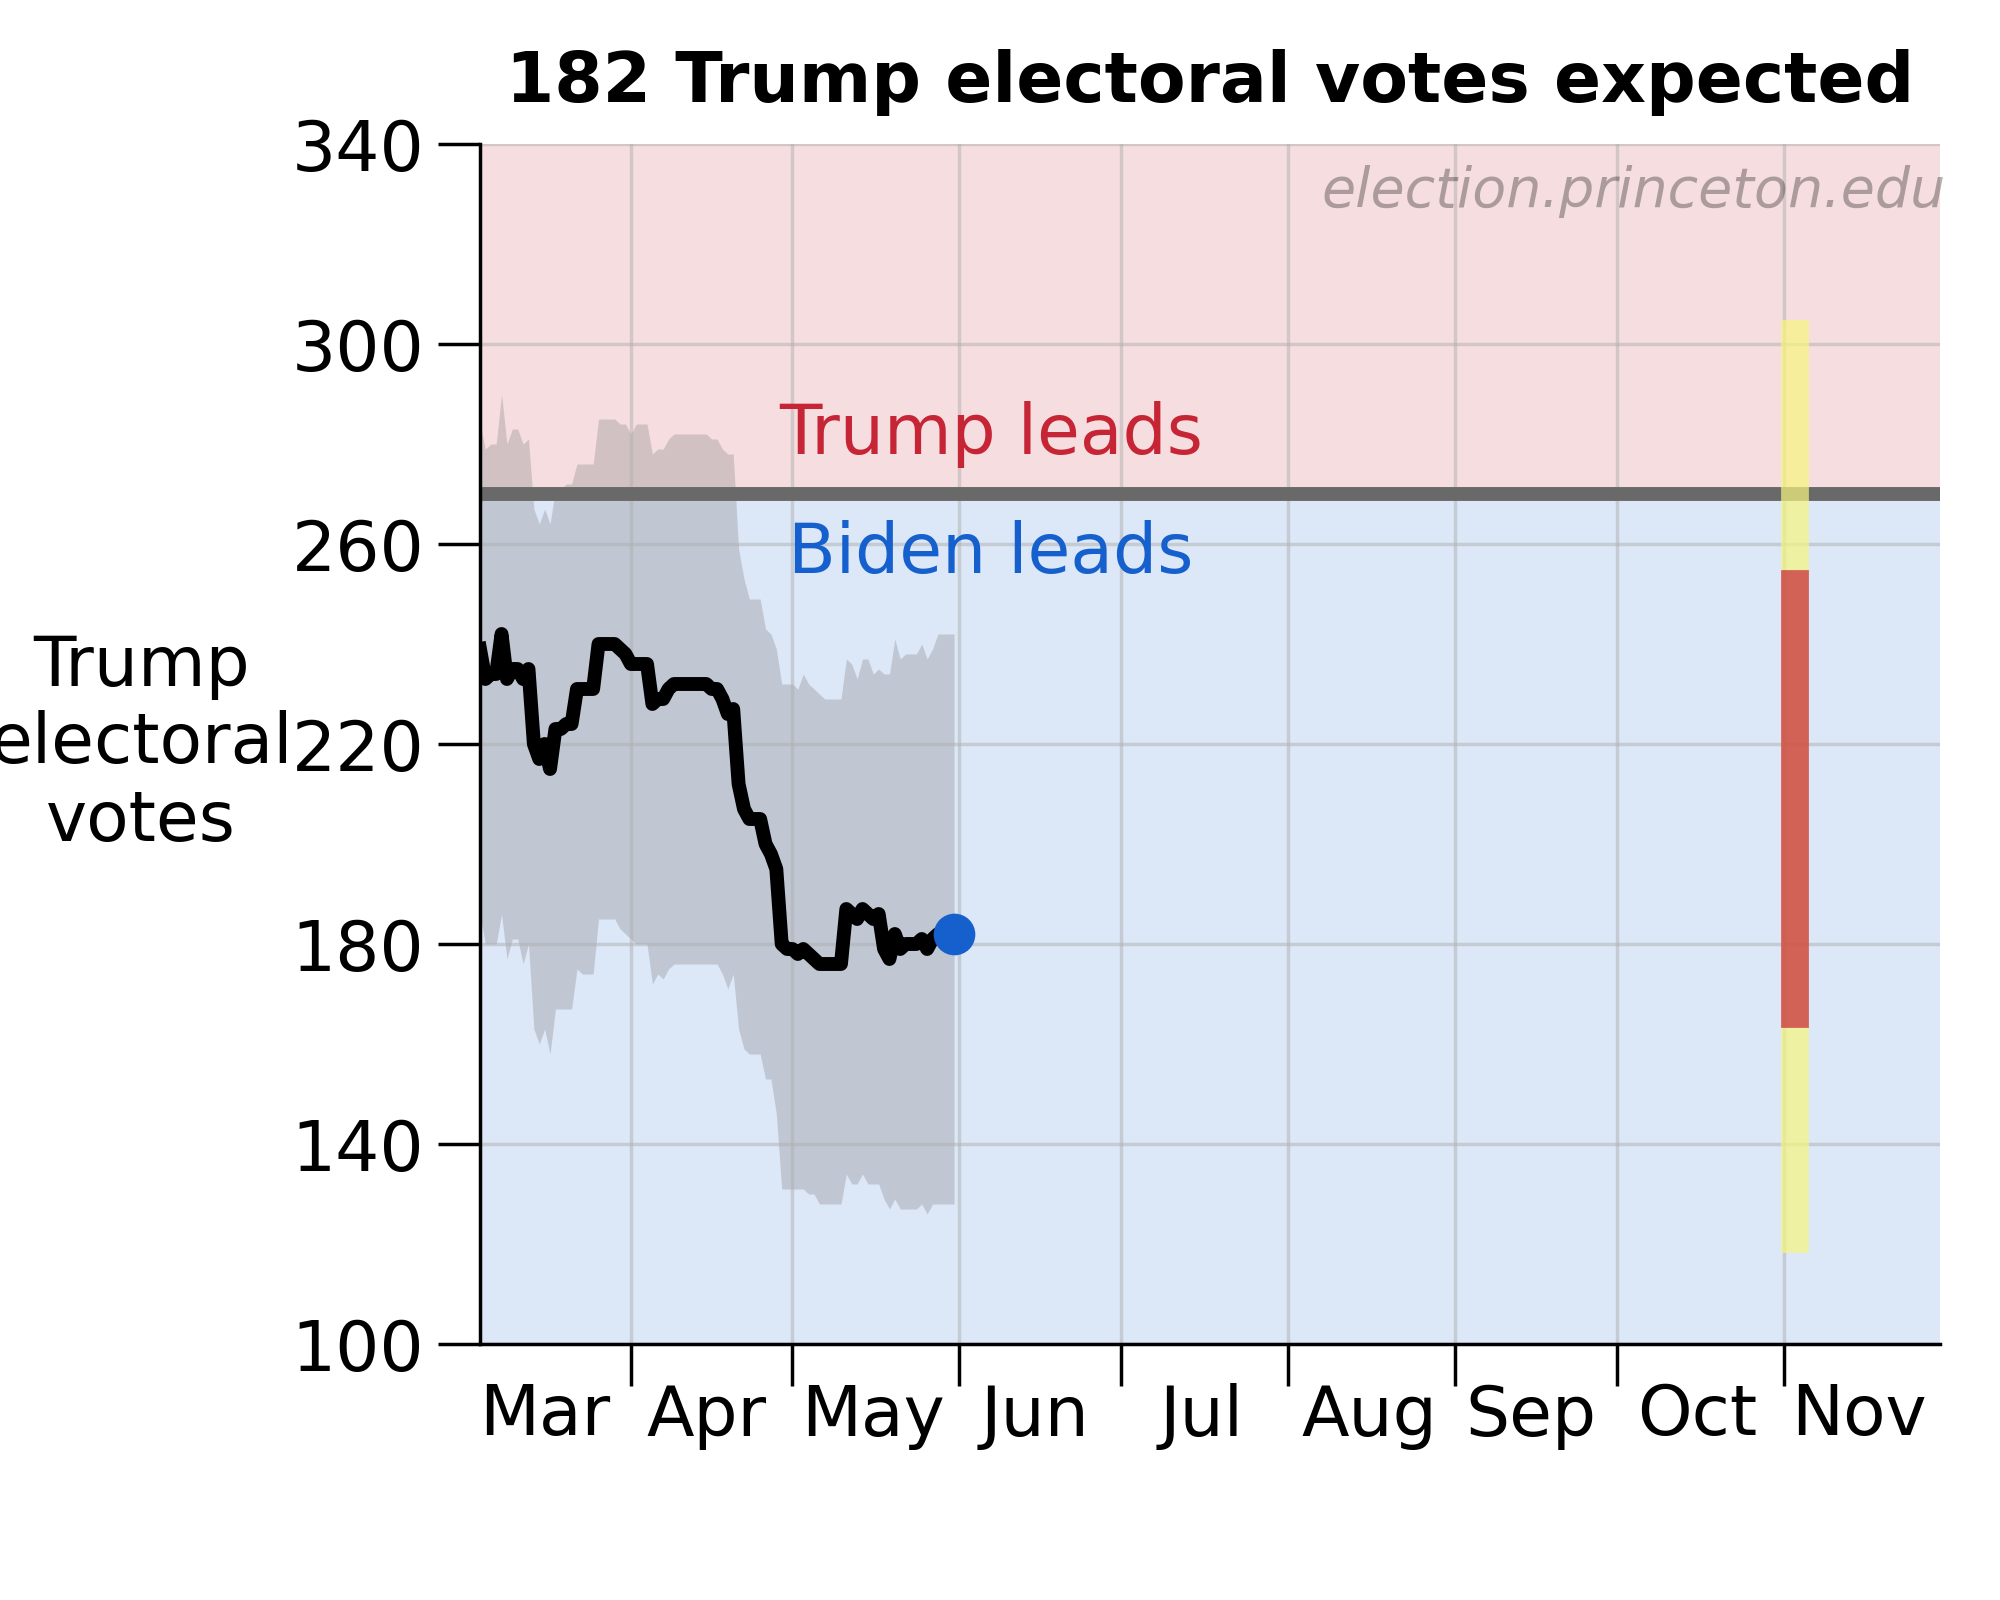 182 Trump electoral votes expected
340
election.princeton.edu
300
Trump leads
Biden leads
260
Trump
electoral
votes
220
180
140
100
Mar Apr May Jun Jul Aug Sep Oct Nov